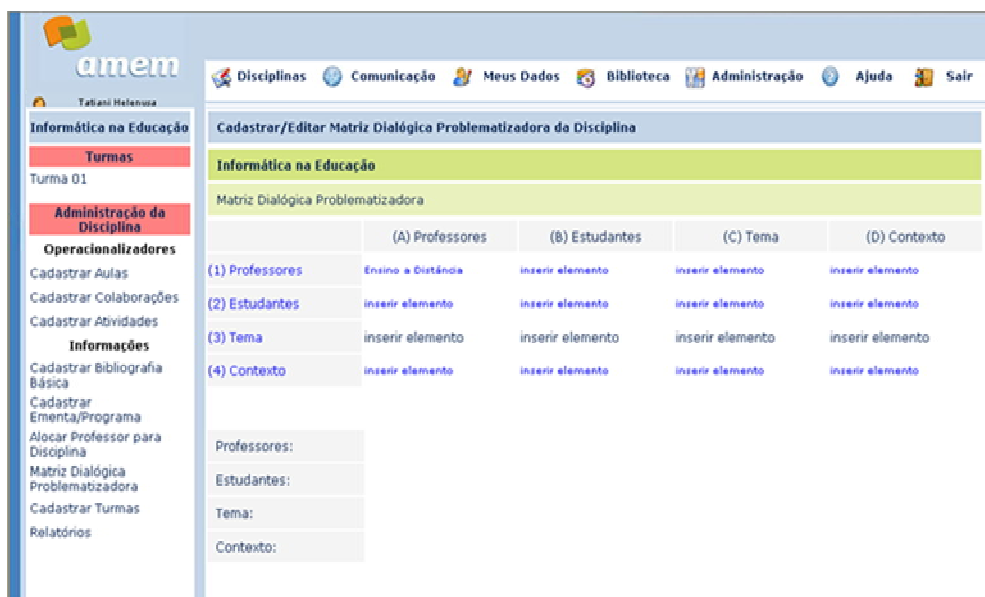 amem
Disciplinas Comunicação Meus Dados Biblioteca Administração Ajuda Sair
Tatiani Helenusa
Informática na Educação
Turmas
Turma 01
Administração da
Disciplina
Operacionalizadores
Cadastrar Aulas
Cadastrar Colaborações
Cadastrar Atividades
Informações
Cadastrar Bibliografia
Básica
Cadastrar
Ementa/Programa
Alocar Professor para
Disciplina
Matriz Dialógica
Problematizadora
Cadastrar Turmas
Relatórios
Cadastrar/Editar Matriz Dialógica Problematizadora da Disciplina
Informática na Educação
Matriz Dialógica Problematizadora
(A) Professores (B) Estudantes (C) Tema (D) Contexto
(1) Professores Ensino a Distância inserir elemento inserir elemento inserir elemento
(2) Estudantes inserir elemento inserir elemento inserir elemento inserir elemento
(3) Tema inserir elemento inserir elemento inserir elemento inserir elemento
(4) Contexto inserir elemento inserir elemento inserir elemento inserir elemento
Professores:
Estudantes:
Tema:
Contexto: